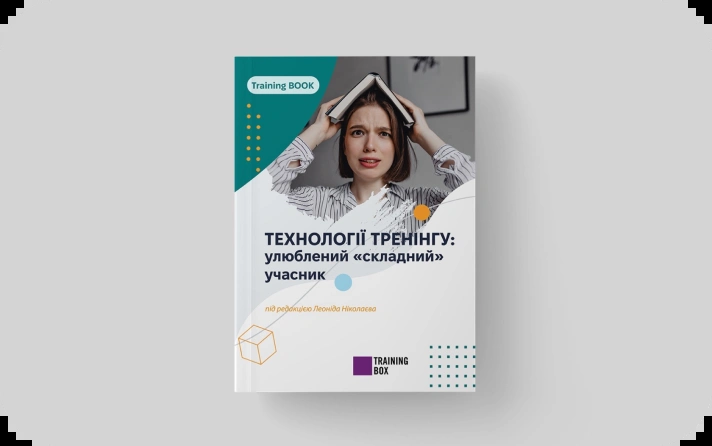 Training BOOK
ТЕХНОЛОГІЇ ТРЕНІНГУ:
улюблений «складний»
учасник
під редакцією Леоніда Ніколаєва
TRAINING
BOX